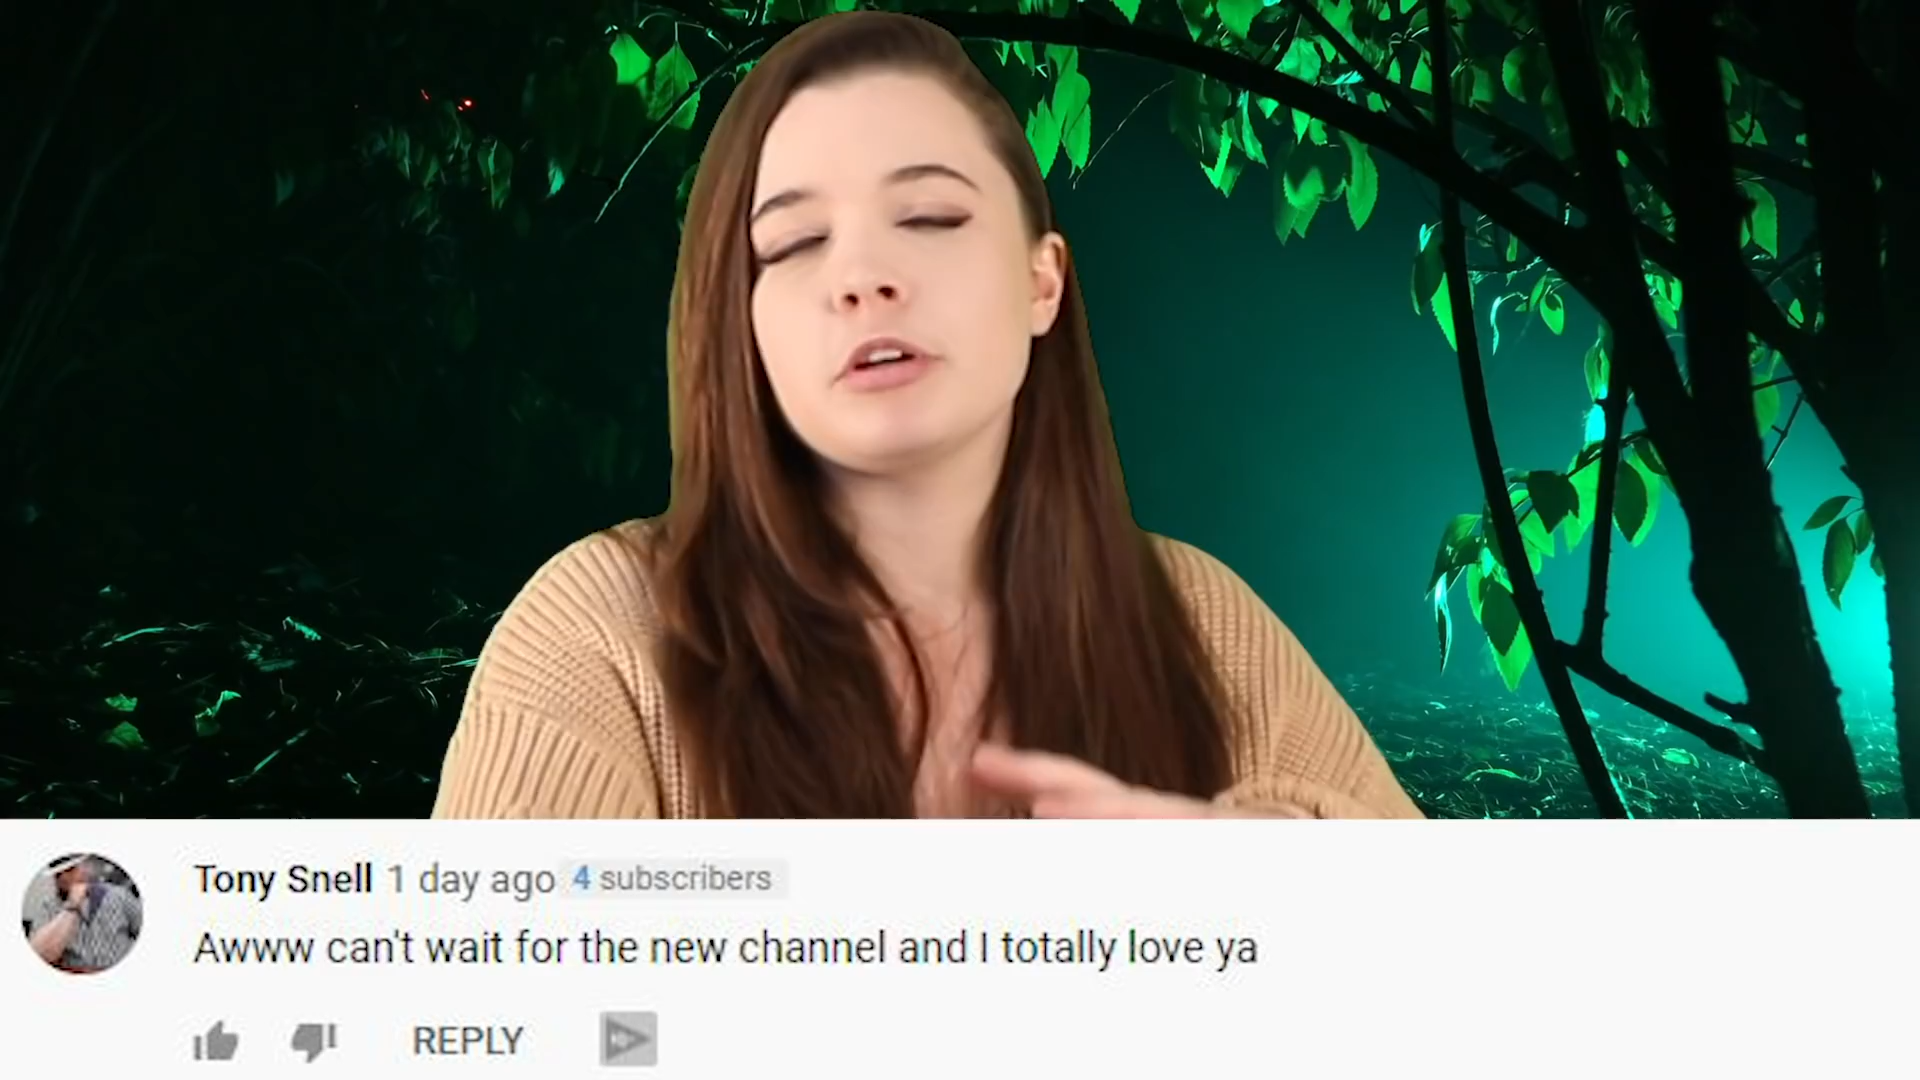 Tony Snell 1 day ago 4 subscribers
Awww can't wait for the new channel and I totally love ya
REPLY